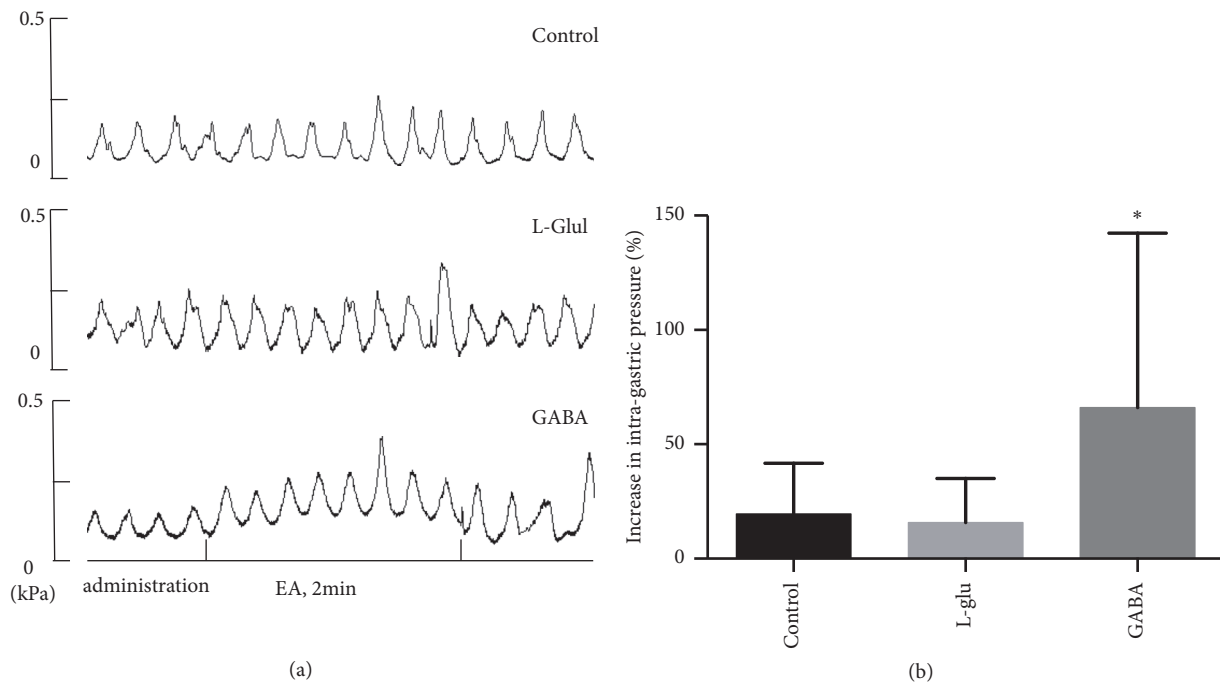 0.5
Control
0
0.5
L-Glul
0
0.5
GABA
0
(kPa)
administration
EA, 2min
(a)
Increase in intra-gastric pressure (%)
150
100
50
0
*
Control
L-glu
GABA
(b)